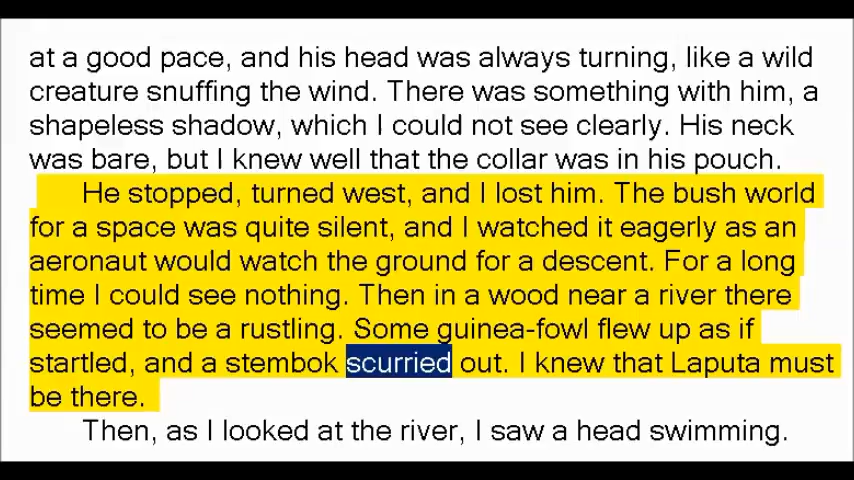 at a good pace, and his head was always turning, like a wild
creature snuffing the wind. There was something with him, a
shapeless shadow, which I could not see clearly. His neck
was bare, but I knew well that the collar was in his pouch.
He stopped, turned west, and I lost him. The bush world
for a space was quite silent, and I watched it eagerly as an
aeronaut would watch the ground for a descent. For a long
time I could see nothing. Then in a wood near a river there
seemed to be a rustling. Some guinea-fowl flew up as if
startled, and a stembok scurried out. I knew that Laputa must
be there.
Then, as I looked at the river, I saw a head swimming.